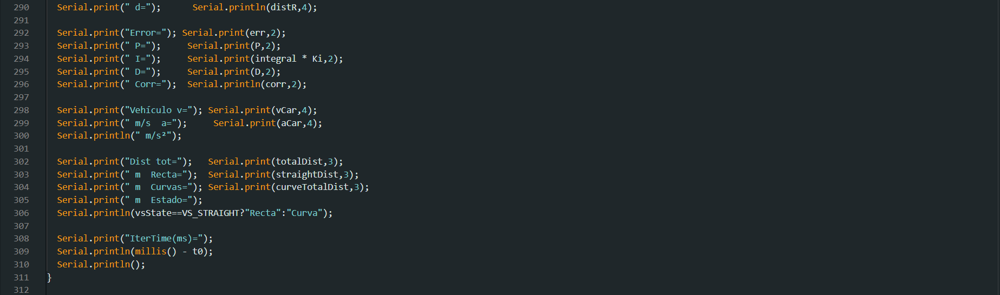 290 Serial.print(" d=");      Serial.println(distR,4);
291
292 Serial.print("Error="); Serial.print(err,2);
293 Serial.print(" P=");     Serial.print(P,2);
294 Serial.print(" I=");     Serial.print(integral * Ki,2);
295 Serial.print(" D=");     Serial.print(D,2);
296 Serial.print(" Corr=");  Serial.println(corr,2);
297
298 Serial.print("Vehículo v="); Serial.print(vCar,4);
299 Serial.print(" m/s  a=");     Serial.print(aCar,4);
300 Serial.println(" m/s²");
301
302 Serial.print("Dist tot=");   Serial.print(totalDist,3);
303 Serial.print(" m  Recta=");  Serial.print(straightDist,3);
304 Serial.print(" m  Curvas="); Serial.print(curveTotalDist,3);
305 Serial.print(" m  Estado=");
306 Serial.println(vsState==VS_STRAIGHT?"Recta":"Curva");
307
308 Serial.print("IterTime(ms)=");
309 Serial.println(millis() - t0);
310 Serial.println();
311 }
312